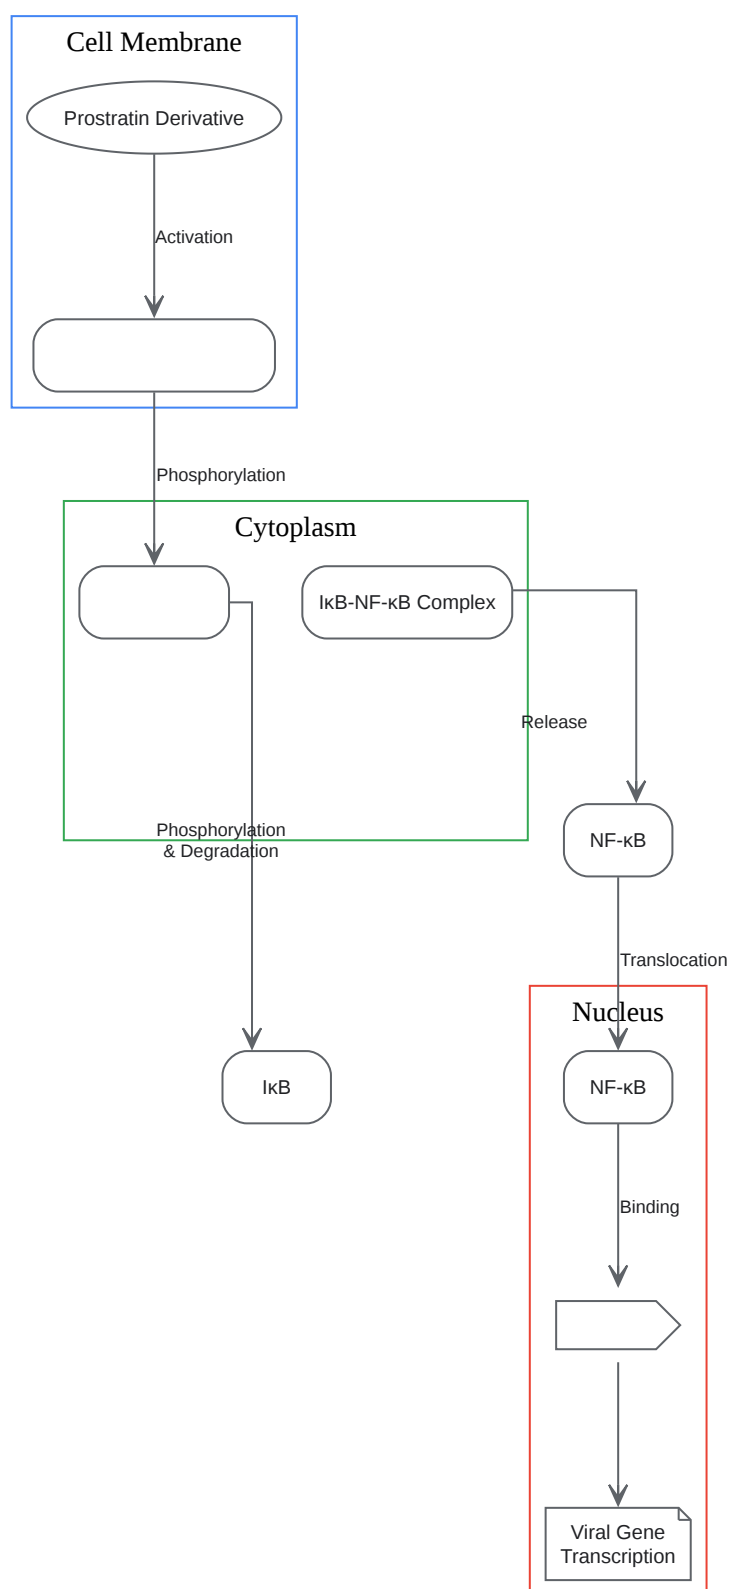 Cell Membrane
Prostratin Derivative
Activation
Phosphorylation
Cytoplasm
IκB-NF-κB Complex
Release
Phosphorylation
& Degradation
NF-κB
Translocation
Nucleus
IκB
NF-κB
Binding
Viral Gene
Transcription